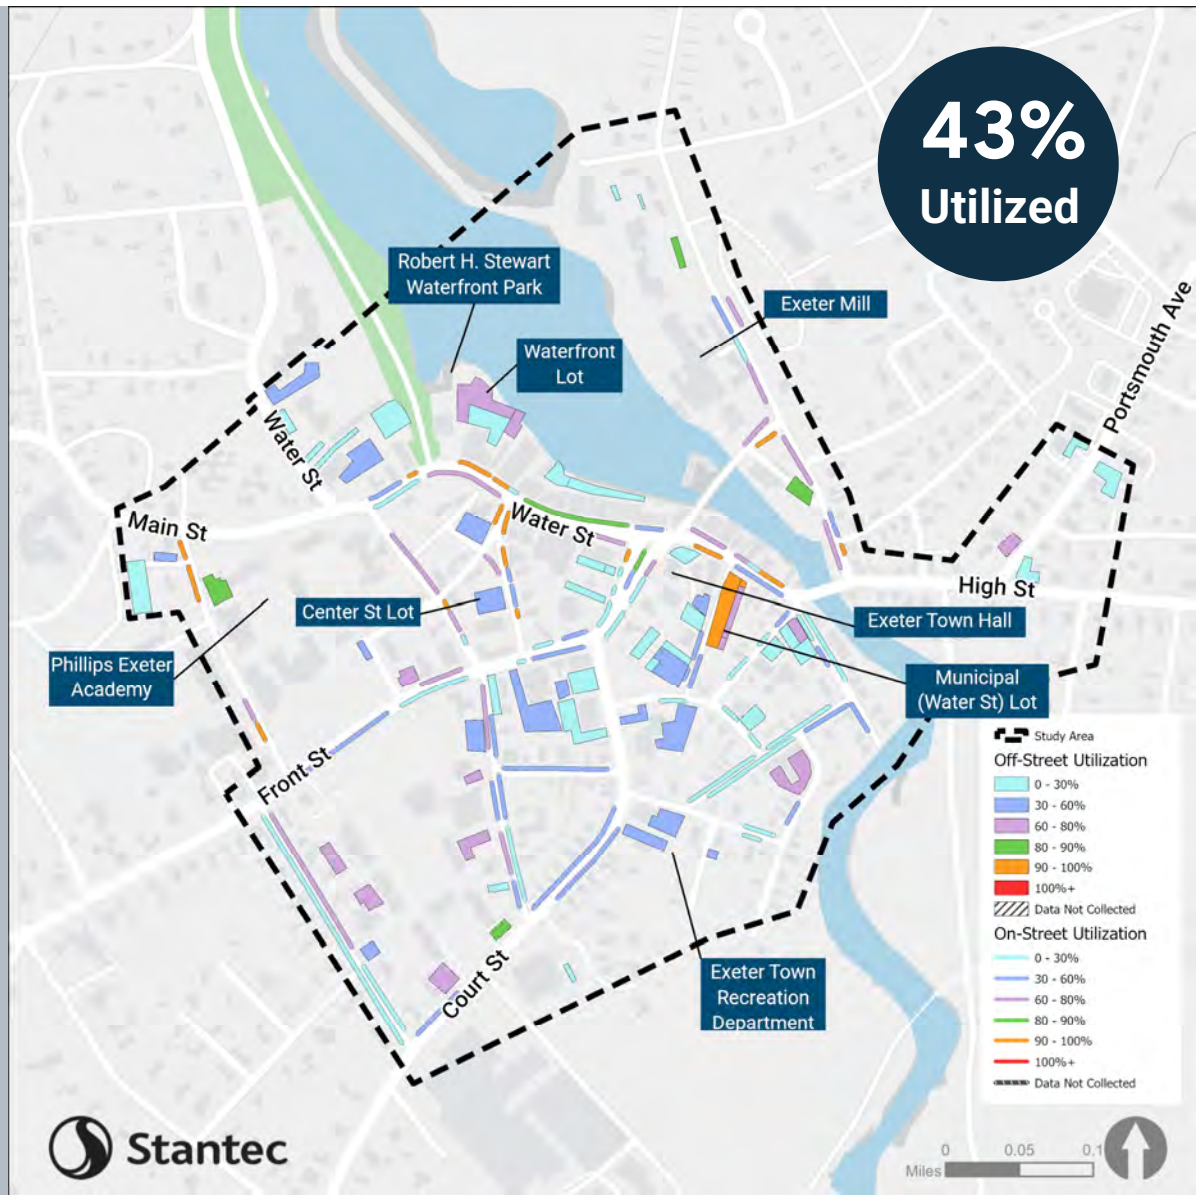 43%
Utilized
Robert H. Stewart
Waterfront Park
Exeter Mill
Waterfront
Lot
Portsmouth Ave
Water St
Water St
Main St
High St
Center St Lot
Exeter Town Hall
Phillips Exeter
Academy
Municipal
(Water St) Lot
Front St
Study Area
Off-Street Utilization
0 - 30%
30 - 60%
60 - 80%
80 - 90%
90 - 100%
100%+
Data Not Collected
On-Street Utilization
0 - 30%
30 - 60%
60 - 80%
80 - 90%
90 - 100%
100%+
Data Not Collected
Court St
Exeter Town
Recreation
Department
Stantec
0 0.05 0.1
Miles